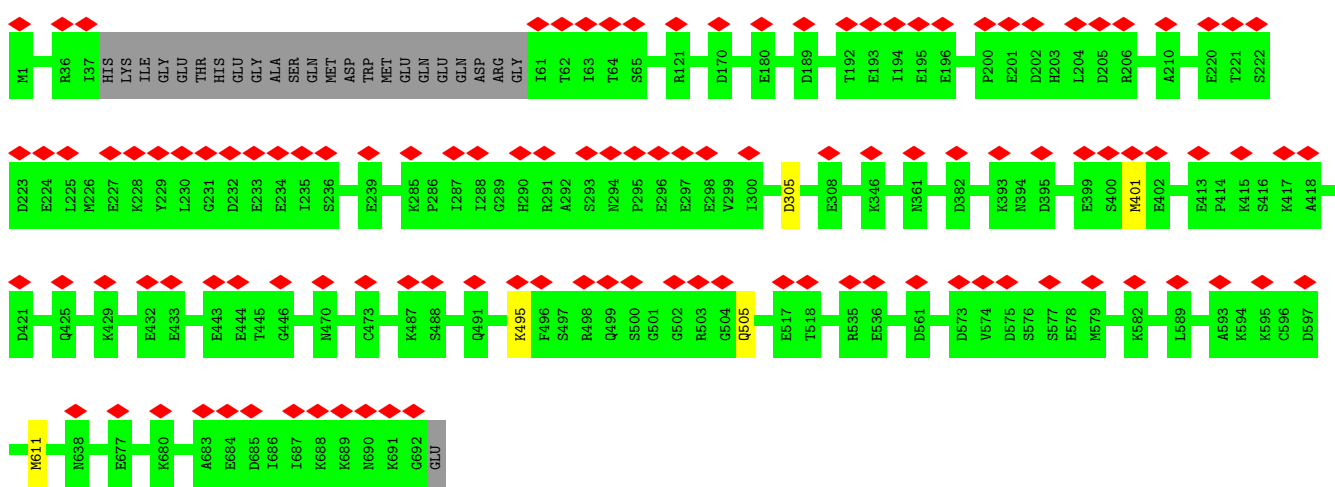 M1 R36 I37 HIS LYS ILE GLY GLU THR HIS GLU GLY ALA SER GLN MET ASP TRP MET GLU GLN GLU GLN ASP ARG GLY I61 T62 I63 T64 S65 R121 D170 E180 D189 T192 E193 I194 E195 E196 P200 E201 D202 H203 L204 D205 R206 A210 E220 T221 S222
D223 E224 L225 M226 E227 K228 Y229 L230 G231 D232 E233 E234 I235 S236 E239 K285 P286 I287 I288 G289 H290 R291 A292 S293 N294 P295 E296 E297 E298 V299 I300 D305 E308 K346 N361 D382 K393 N394 D395 E399 S400 M401 E402 E413 P414 K415 S416 K417 A418
D421 Q425 K429 E432 E433 E443 E444 T445 G446 N470 C473 K487 S488 Q491 K495 F496 S497 R498 Q499 S500 G501 G502 R503 G504 Q505 E517 T518 R535 E536 D561 D573 V574 D575 S576 S577 E578 M579 K582 L589 A593 K594 K595 C596 D597
M611 N638 E677 K680 A683 E684 D685 I686 I687 K688 K689 N690 K691 G692 GLU